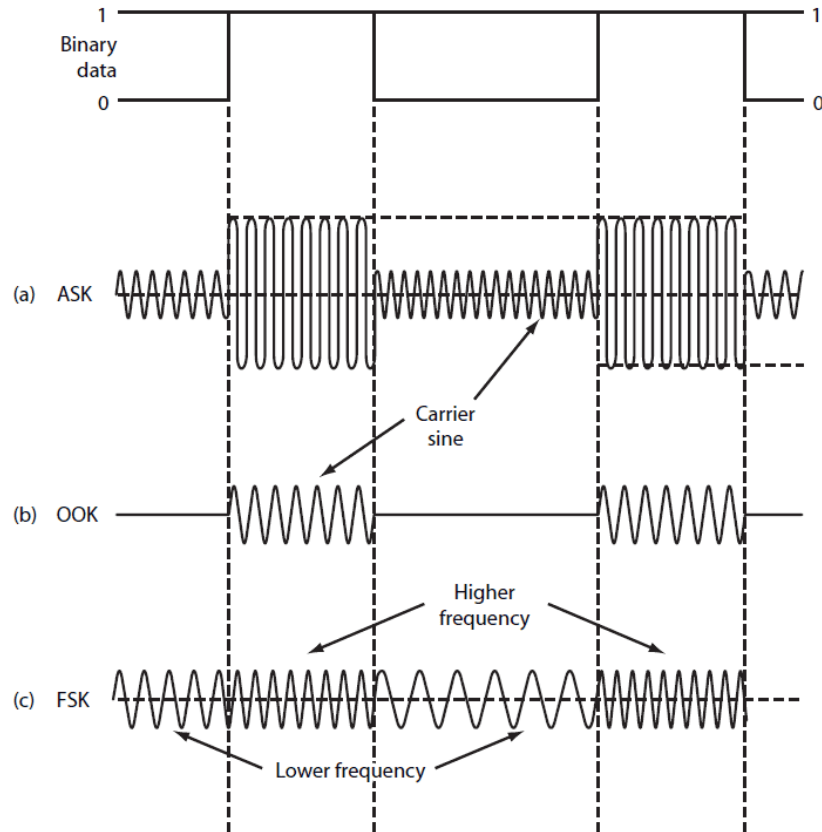 1 1
Binary
data
0 0
(a) ASK
Carrier
sine
(b) OOK
Higher
frequency
(c) FSK
Lower frequency